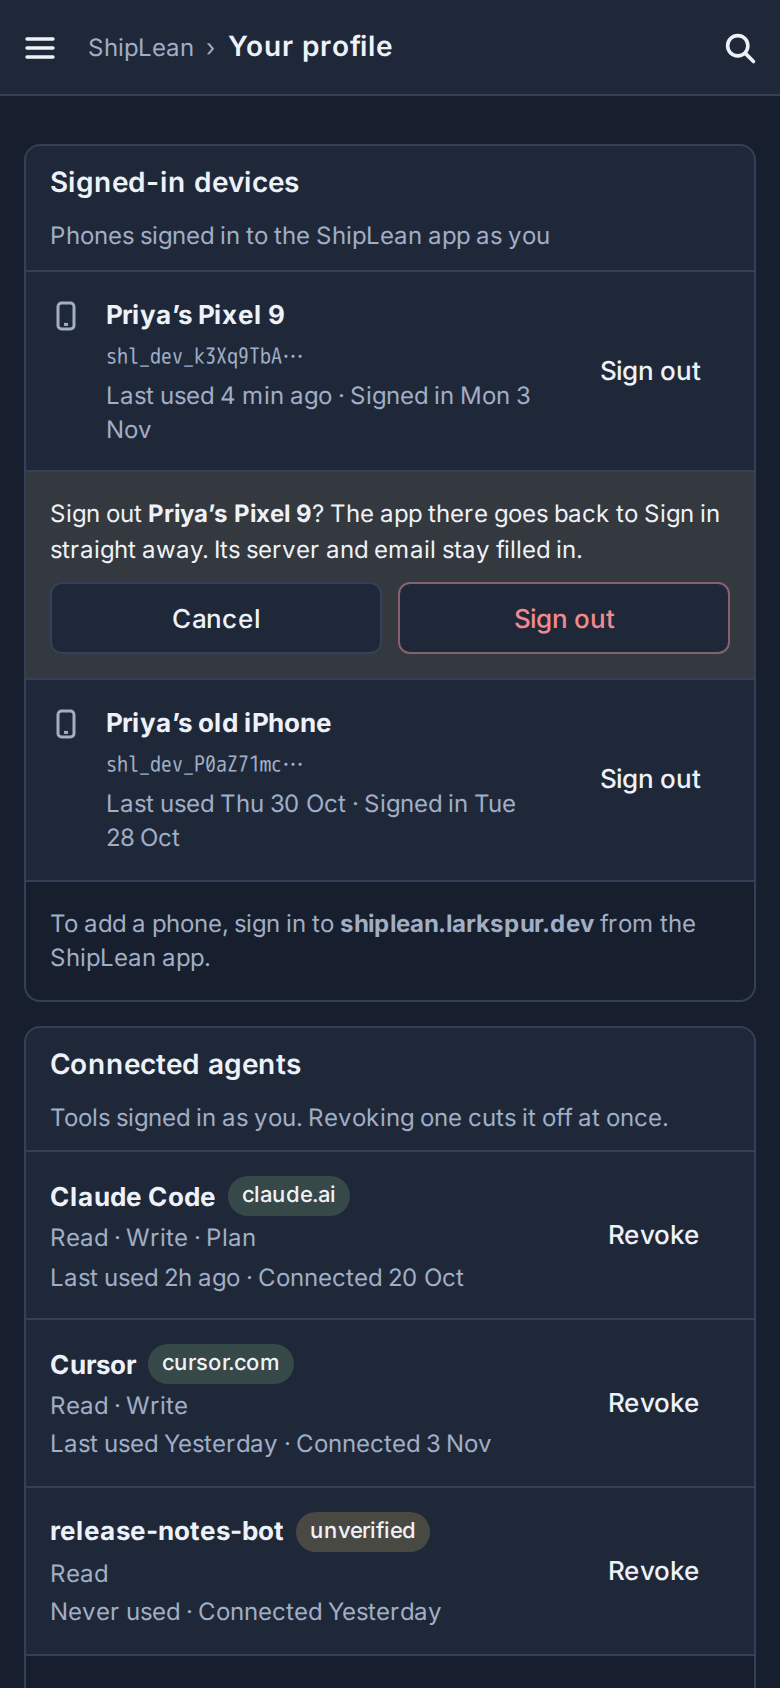 ShipLean › Your profile
Signed-in devices
Phones signed in to the ShipLean app as you
Priya’s Pixel 9
shl_dev_k3Xq9TbA···
Last used 4 min ago · Signed in Mon 3
Nov
Sign out
Sign out Priya’s Pixel 9? The app there goes back to Sign in
straight away. Its server and email stay filled in.
Cancel
Sign out
Priya’s old iPhone
shl_dev_P0aZ71mc···
Last used Thu 30 Oct · Signed in Tue
28 Oct
Sign out
To add a phone, sign in to shiplean.larkspur.dev from the
ShipLean app.
Connected agents
Tools signed in as you. Revoking one cuts it off at once.
Claude Code claude.ai
Read · Write · Plan
Last used 2h ago · Connected 20 Oct
Revoke
Cursor cursor.com
Read · Write
Last used Yesterday · Connected 3 Nov
Revoke
release-notes-bot unverified
Read
Never used · Connected Yesterday
Revoke